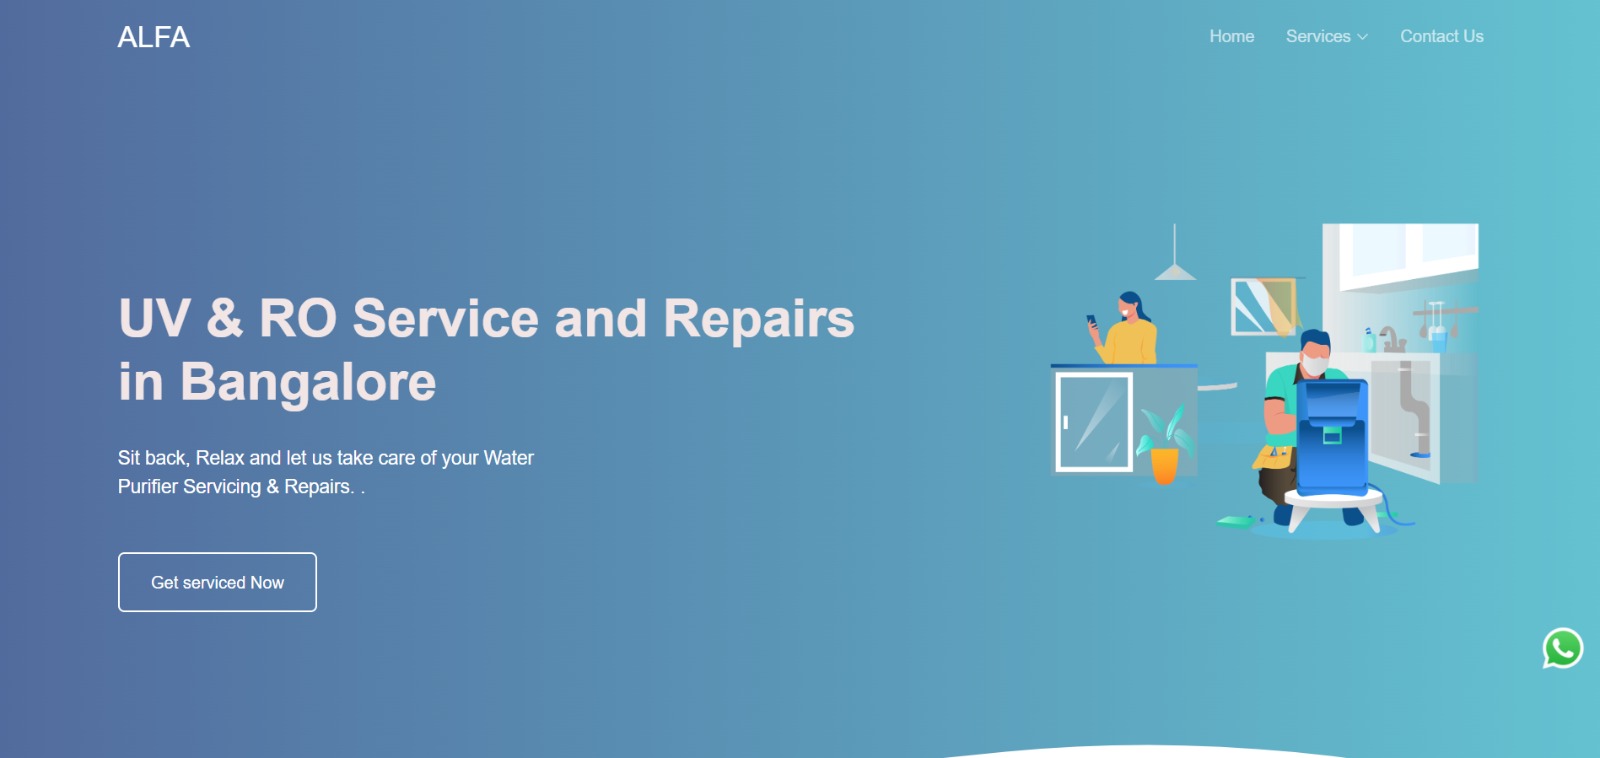 ALFA
Home Services Contact Us
UV & RO Service and Repairs
in Bangalore
Sit back, Relax and let us take care of your Water
Purifier Servicing & Repairs. .
Get serviced Now